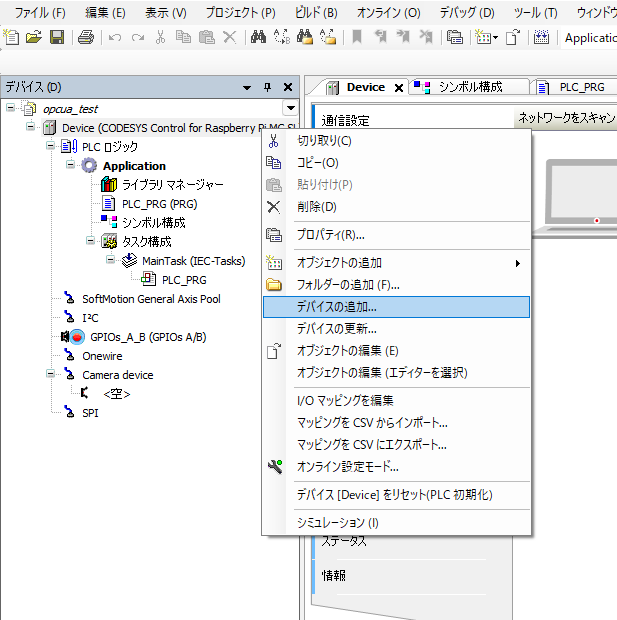 ファイル (F) 編集 (E) 表示 (V) プロジェクト (P) ビルド (B) オンライン (O) デバッグ (D) ツール (T) ウィンドウ
Applicatio
デバイス (D)
opcua_test
Device (CODESYS Control for Raspberry Pi MC SL
PLC ロジック
Application
ライブラリ マネージャー
PLC_PRG (PRG)
シンボル構成
タスク構成
MainTask (IEC-Tasks)
PLC_PRG
SoftMotion General Axis Pool
I²C
GPIOs_A_B (GPIOs A/B)
Onewire
Camera device
<空>
SPI
Device シンボル構成 PLC_PRG
通信設定 ネットワークをスキャン
切り取り(C)
コピー(O)
貼り付け(P)
削除(D)
プロパティ(R)...
オブジェクトの追加
フォルダーの追加 (F)...
デバイスの追加...
デバイスの更新...
オブジェクトの編集 (E)
オブジェクトの編集 (エディターを選択)
I/O マッピングを編集
マッピングを CSV からインポート...
マッピングを CSV にエクスポート...
オンライン設定モード...
デバイス [Device] をリセット(PLC 初期化)
シミュレーション (I)
ステータス
情報